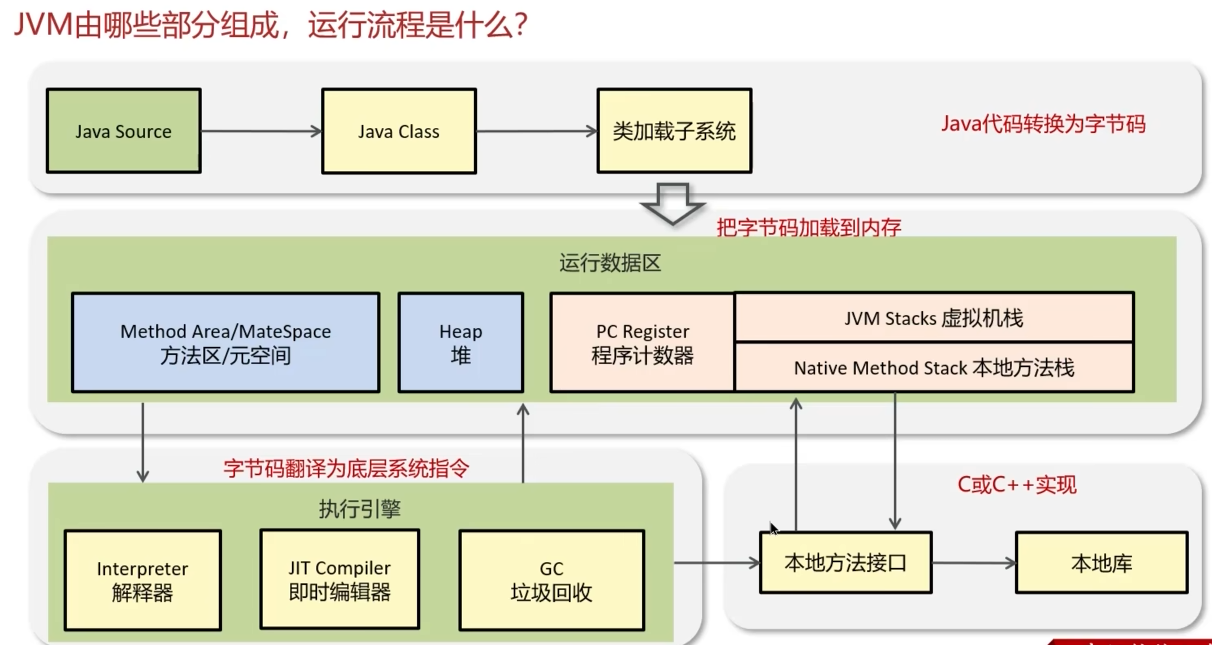 JVM由哪些部分组成，运行流程是什么？
Java Source
Java Class
类加载子系统
Java代码转换为字节码
把字节码加载到内存
运行数据区
Method Area/MateSpace
方法区/元空间
Heap
堆
PC Register
程序计数器
JVM Stacks 虚拟机栈
Native Method Stack 本地方法栈
字节码翻译为底层系统指令
执行引擎
Interpreter
解释器
JIT Compiler
即时编辑器
GC
垃圾回收
C或C++实现
本地方法接口
本地库